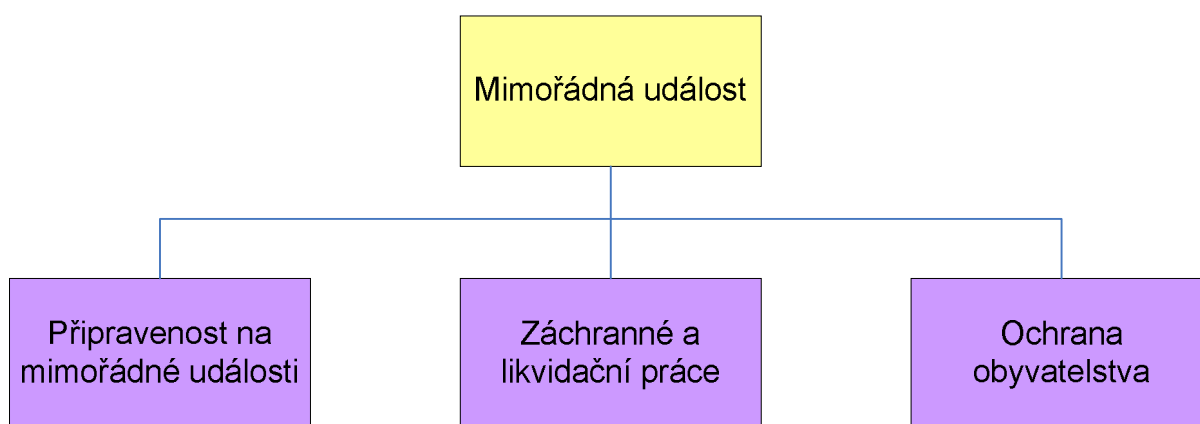 Mimořádná událost
Připravenost na
mimořádné události
Záchranné a
likvidační práce
Ochrana
obyvatelstva